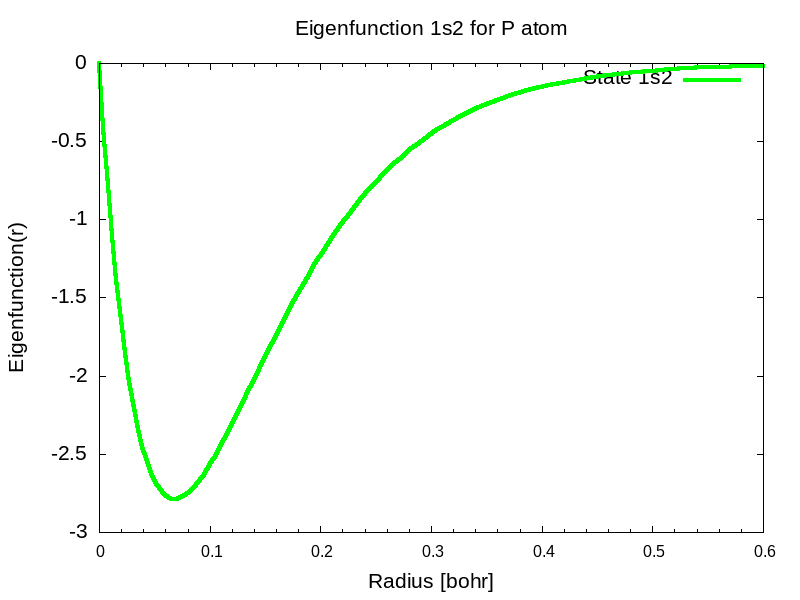 Eigenfunction 1s2 for P atom
0
State 1s2
-0.5
-1
-1.5
-2
-2.5
-3
Eigenfunction(r)
0 0.1 0.2 0.3 0.4 0.5 0.6
Radius [bohr]